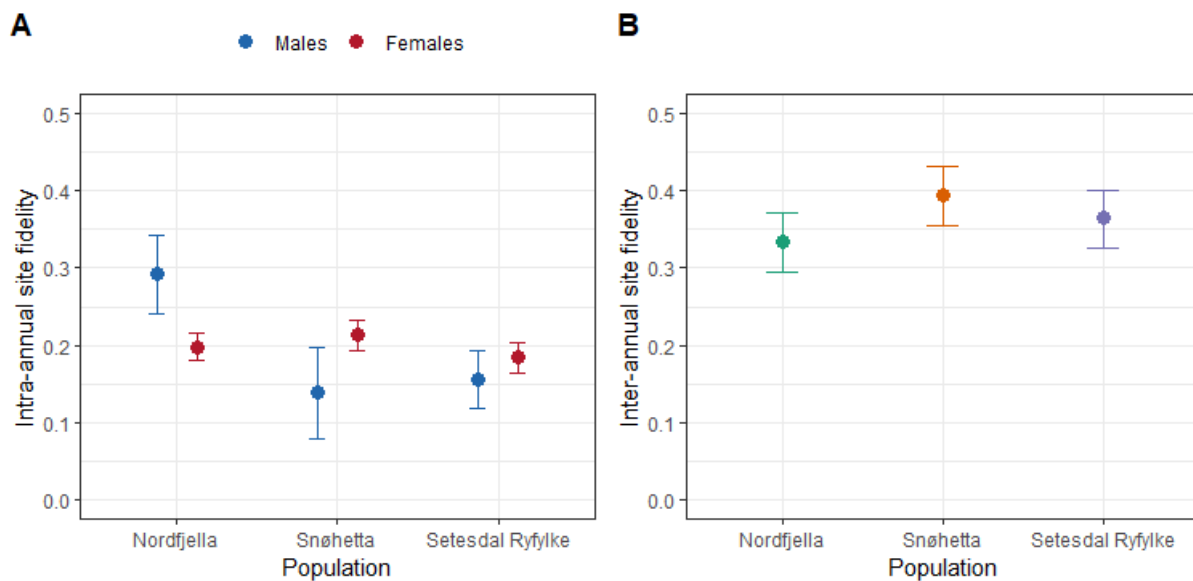 A
Males Females
Intra-annual site fidelity
0.5
0.4
0.3
0.2
0.1
0.0
Nordfjella Snøhetta Setesdal Ryfylke
Population
B
Inter-annual site fidelity
0.5
0.4
0.3
0.2
0.1
0.0
Nordfjella Snøhetta Setesdal Ryfylke
Population